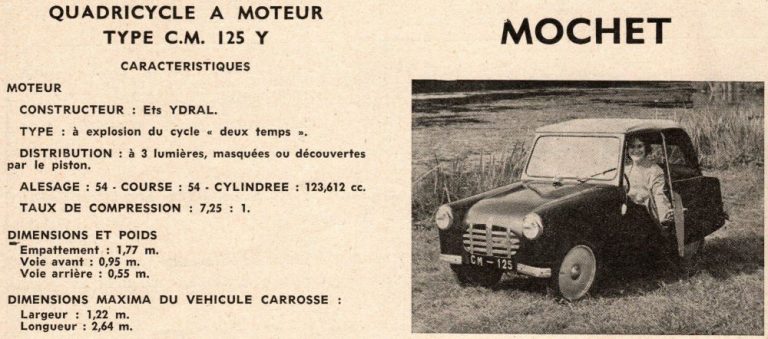 QUADRICYCLE A MOTEUR
TYPE C.M. 125 Y
CARACTERISTIQUES
MOTEUR
CONSTRUCTEUR : Ets YDRAL.
TYPE : à explosion du cycle « deux temps ».
DISTRIBUTION : à 3 lumières, masquées ou découvertes
par le piston.
ALESAGE : 54 - COURSE : 54 - CYLINDREE : 123,612 cc.
TAUX DE COMPRESSION : 7,25 : 1.
DIMENSIONS ET POIDS
Empattement : 1,77 m.
Voie avant : 0,95 m.
Voie arrière : 0,55 m.
DIMENSIONS MAXIMA DU VEHICULE CARROSSE :
Largeur : 1,22 m.
Longueur : 2,64 m.
MOCHET
CM - 125